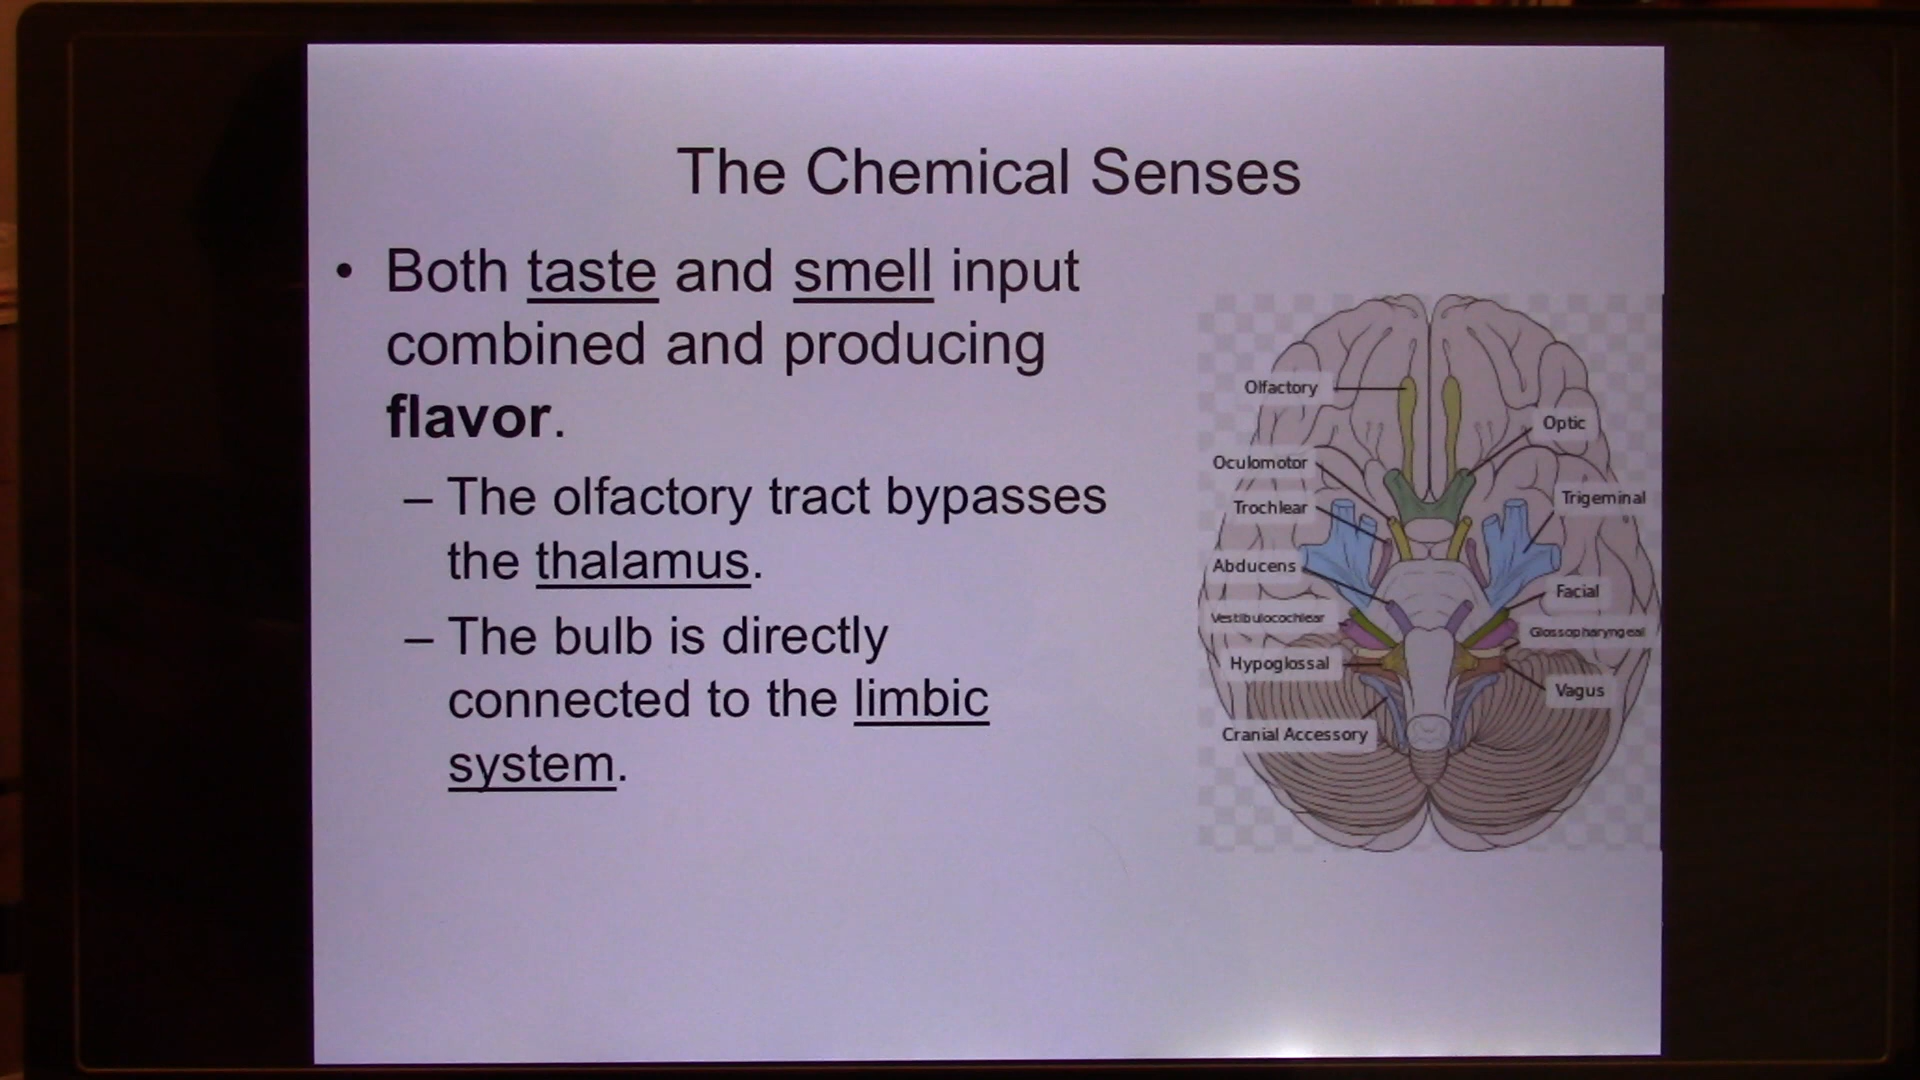 The Chemical Senses
• Both taste and smell input
combined and producing
flavor.
– The olfactory tract bypasses
the thalamus.
– The bulb is directly
connected to the limbic
system.
Olfactory
Optic
Oculomotor
Trigeminal
Trochlear
Abducens
Facial
Vestibulocochlear
Glossopharyngeal
Hypoglossal
Vagus
Cranial Accessory